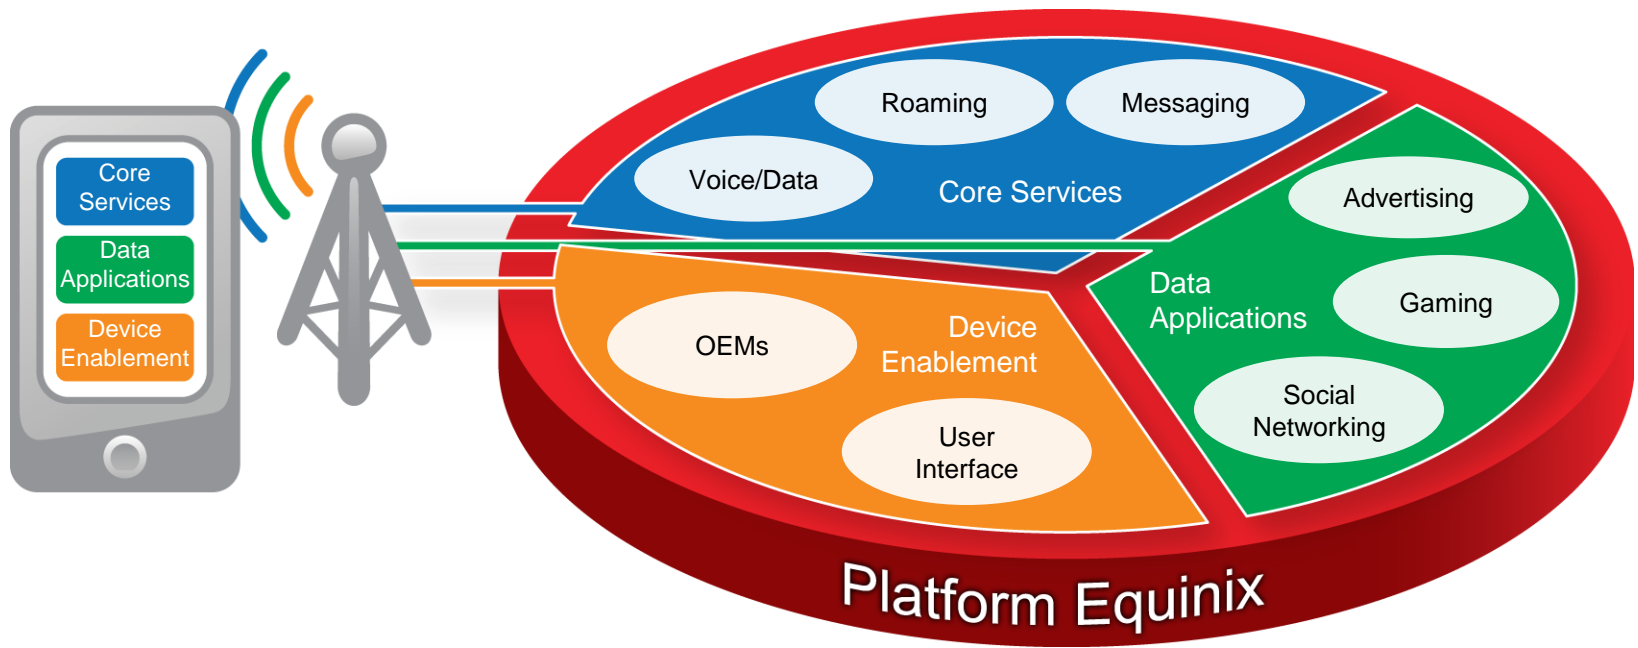 Core
Services
Data
Applications
Device
Enablement
Roaming
Messaging
Voice/Data
Core Services
Advertising
Data
Applications
Gaming
Social
Networking
Device
Enablement
OEMs
User
Interface
Platform Equinix